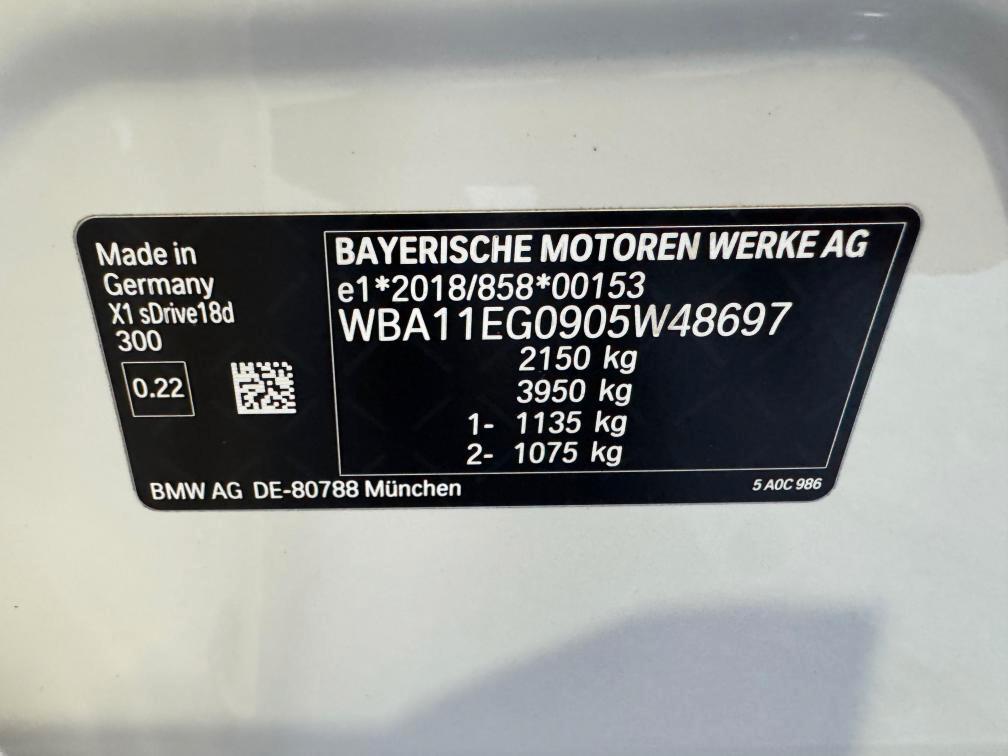 Made in
Germany
X1 sDrive18d
300
0.22
BAYERISCHE MOTOREN WERKE AG
e1*2018/858*00153
WBA11EG0905W48697
2150 kg
3950 kg
1- 1135 kg
2- 1075 kg
BMW AG DE-80788 München
5 A0C 986